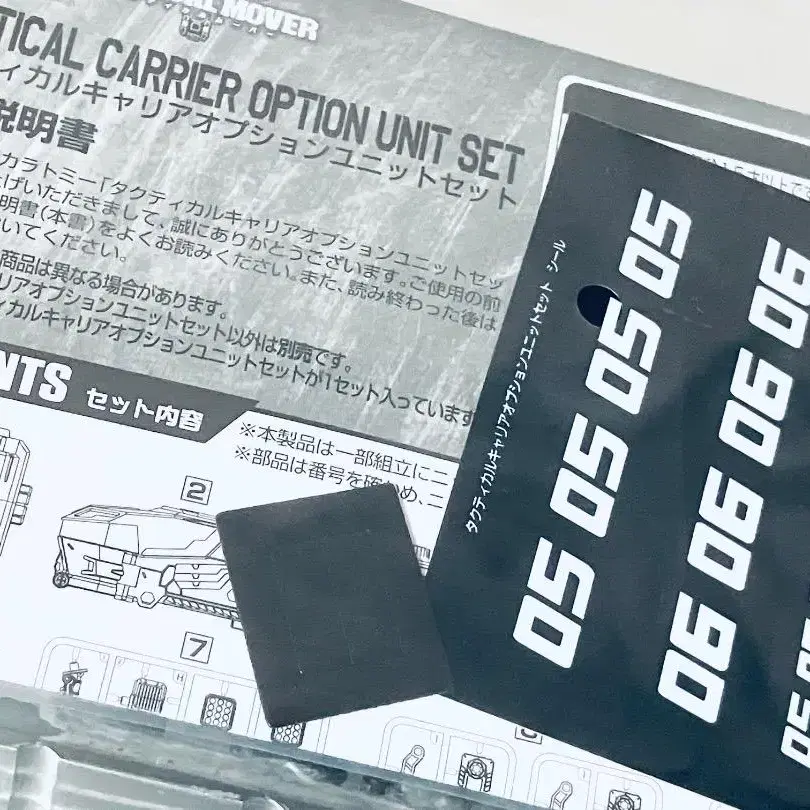 MOVER
TICAL CARRIER OPTION UNIT SET
ティカルキャリアオプションユニットセット
説明書
カラトミー「タクティカルキャリアオプションユニットセッ
げいただきまして、誠にありがとうございます。ご使用の前
明書(本書)をよくお読みください。また、読み終わった後は
いてください。
商品は異なる場合があります。
リアオプションユニットセット以外は別売です。
ティカルキャリアオプションユニットセットが1セット入っています
NTS セット内容
※本製品は一部組立にニ
※部品は番号を確かめ、ニ
2
7
タクティカルキャリアオプションユニットセット シール
05 05 05 05
06 06 06 06
05